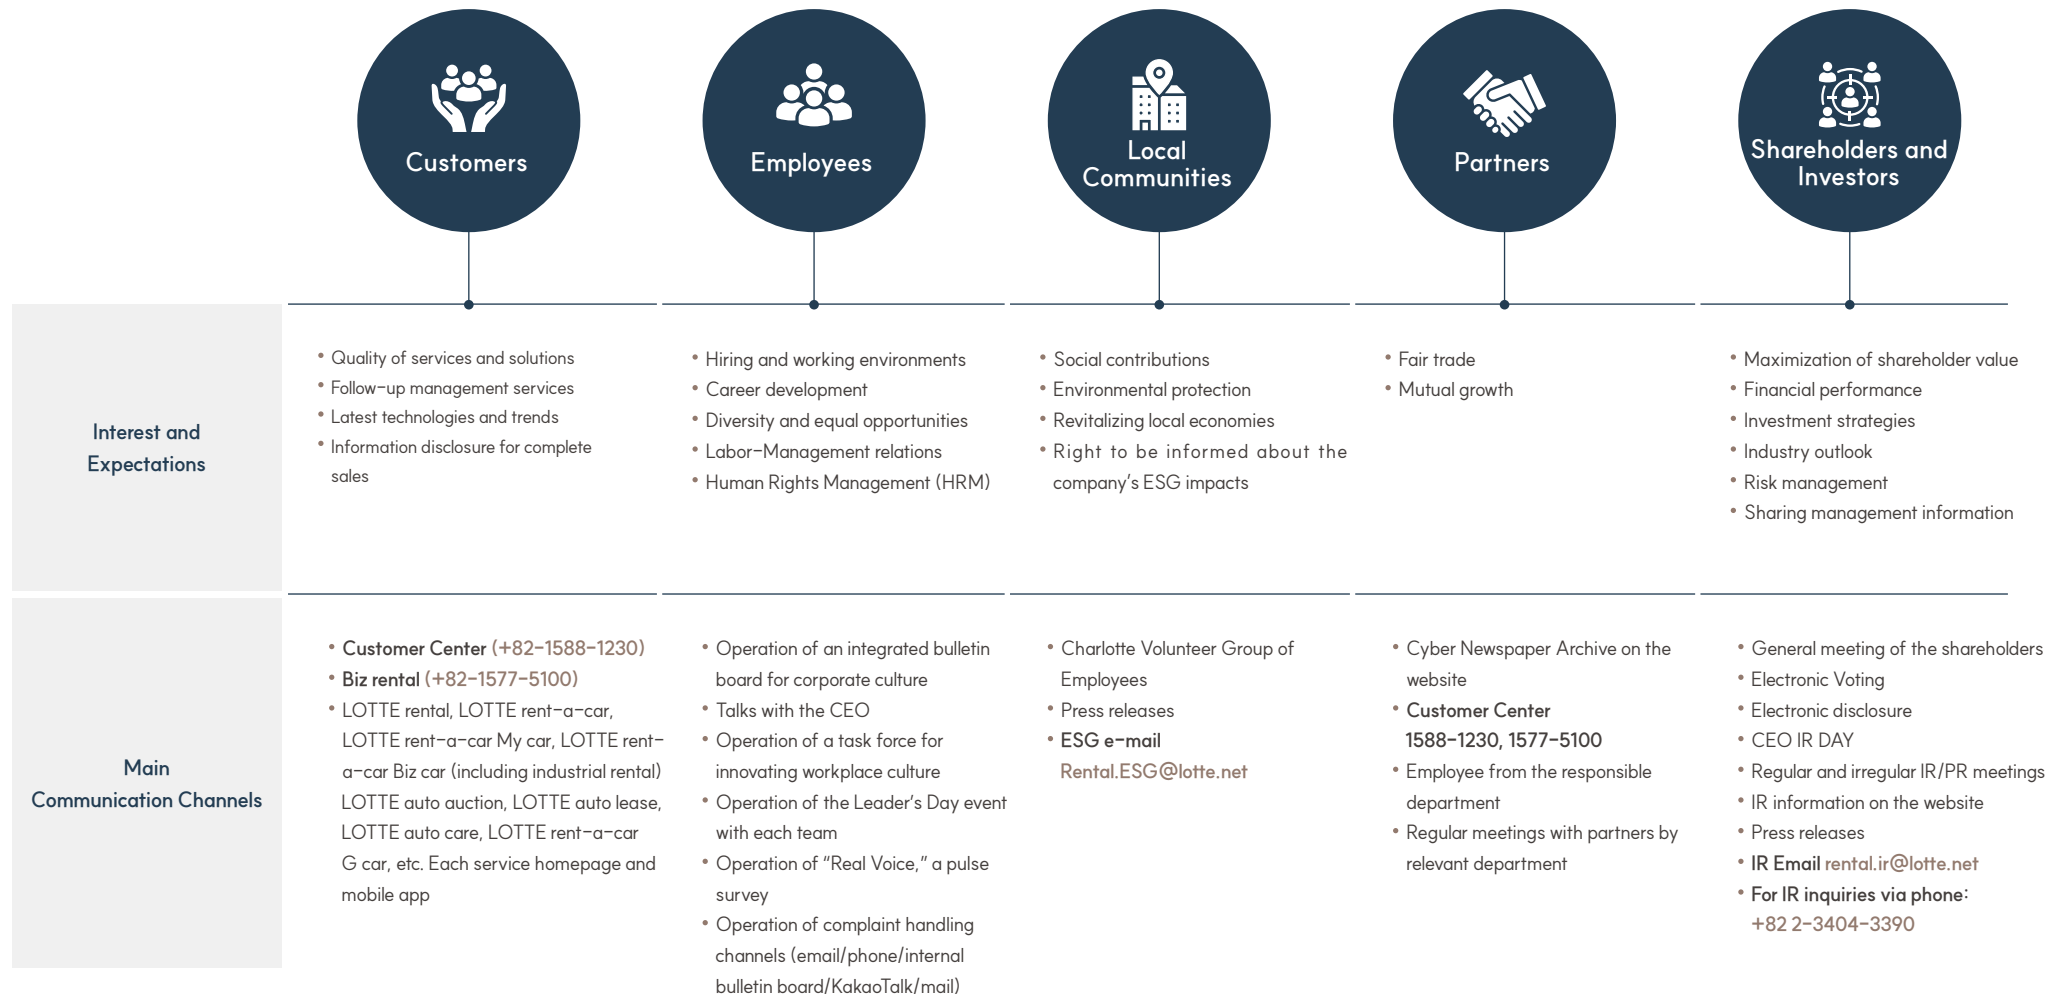 Customers
Employees
Local
Communities
Partners
Shareholders and
Investors
Interest and
Expectations
• Quality of services and solutions
• Follow-up management services
• Latest technologies and trends
• Information disclosure for complete
sales
• Hiring and working environments
• Career development
• Diversity and equal opportunities
• Labor-Management relations
• Human Rights Management (HRM)
• Social contributions
• Environmental protection
• Revitalizing local economies
• Right to be informed about the
company's ESG impacts
• Fair trade
• Mutual growth
• Maximization of shareholder value
• Financial performance
• Investment strategies
• Industry outlook
• Risk management
• Sharing management information
Main
Communication Channels
• Customer Center (+82-1588-1230)
• Biz rental (+82-1577-5100)
• LOTTE rental, LOTTE rent-a-car,
LOTTE rent-a-car My car, LOTTE rent-
a-car Biz car (including industrial rental)
LOTTE auto auction, LOTTE auto lease,
LOTTE auto care, LOTTE rent-a-car
G car, etc. Each service homepage and
mobile app
• Operation of an integrated bulletin
board for corporate culture
• Talks with the CEO
• Operation of a task force for
innovating workplace culture
• Operation of the Leader's Day event
with each team
• Operation of "Real Voice," a pulse
survey
• Operation of complaint handling
channels (email/phone/internal
bulletin board/KakaoTalk/mail)
• Charlotte Volunteer Group of
Employees
• Press releases
• ESG e-mail
Rental.ESG@lotte.net
• Cyber Newspaper Archive on the
website
• Customer Center
1588-1230, 1577-5100
• Employee from the responsible
department
• Regular meetings with partners by
relevant department
• General meeting of the shareholders
• Electronic Voting
• Electronic disclosure
• CEO IR DAY
• Regular and irregular IR/PR meetings
• IR information on the website
• Press releases
• IR Email rental.ir@lotte.net
• For IR inquiries via phone:
+82 2-3404-3390